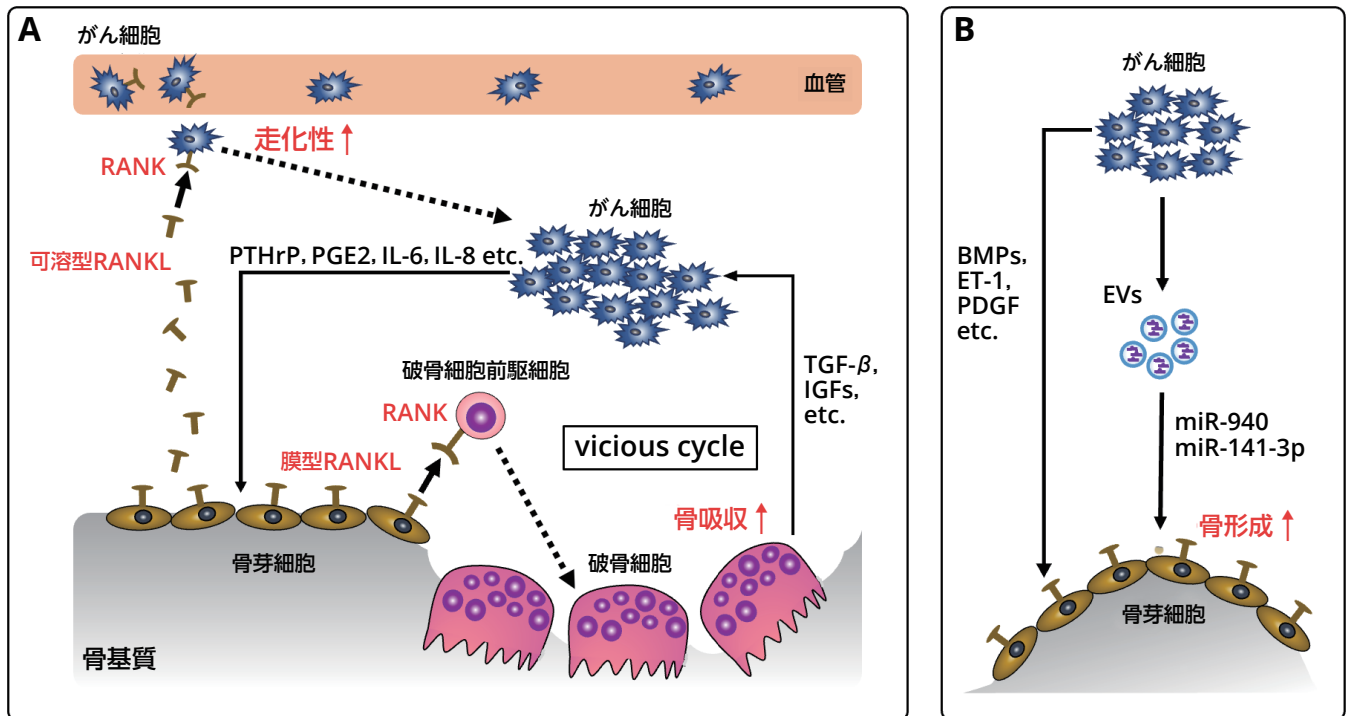 A
がん細胞
血管
走化性↑
RANK
がん細胞
可溶型RANKL
PTHrP, PGE2, IL-6, IL-8 etc.
破骨細胞前駆細胞
RANK
TGF-β,
IGFs,
etc.
vicious cycle
膜型RANKL
骨吸収↑
骨芽細胞
破骨細胞
骨基質
B
がん細胞
BMPs,
ET-1,
PDGF
etc.
EVs
miR-940
miR-141-3p
骨形成↑
骨芽細胞